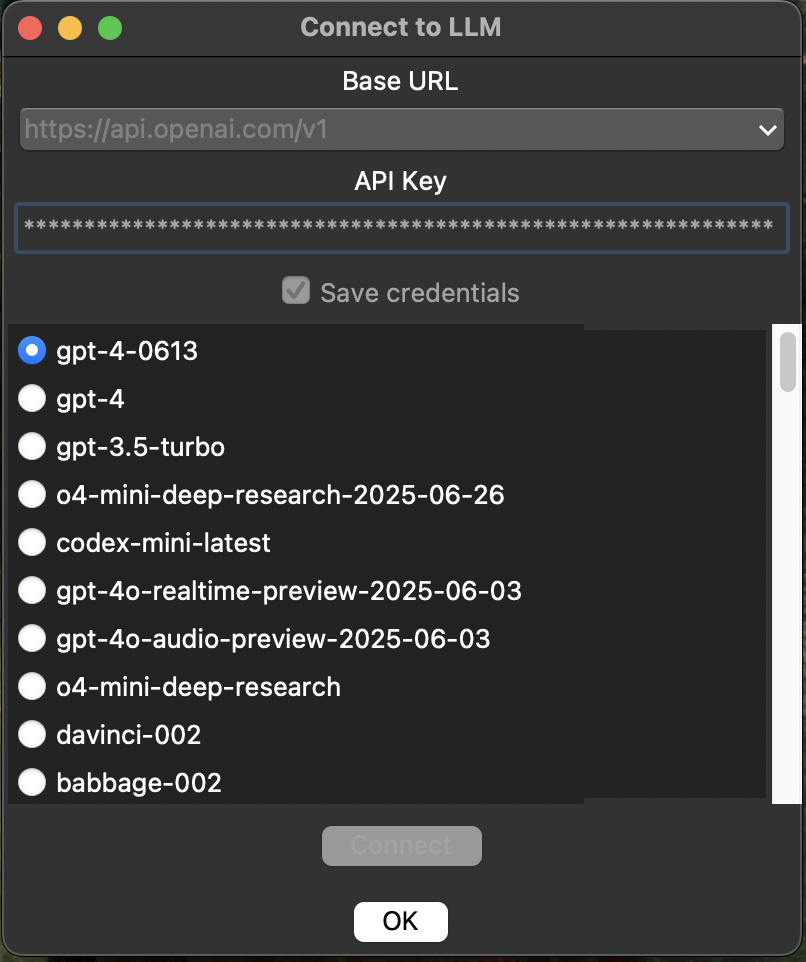 Connect to LLM
Base URL
https://api.openai.com/v1
API Key
**************************************************************
Save credentials
gpt-4-0613
gpt-4
gpt-3.5-turbo
o4-mini-deep-research-2025-06-26
codex-mini-latest
gpt-4o-realtime-preview-2025-06-03
gpt-4o-audio-preview-2025-06-03
o4-mini-deep-research
davinci-002
babbage-002
Connect
OK